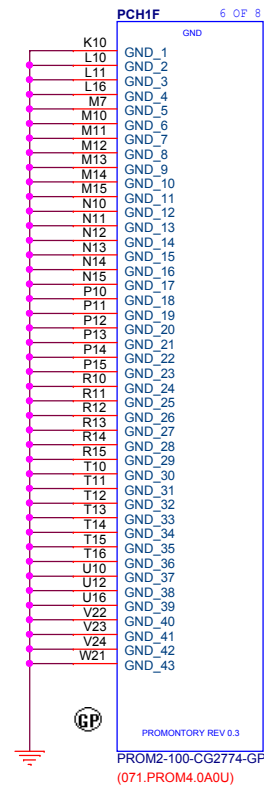 PCH1F 6 OF 8
GND
K10 GND_1
L10 GND_2
L11 GND_3
L16 GND_4
M7 GND_5
M10 GND_6
M11 GND_7
M12 GND_8
M13 GND_9
M14 GND_10
M15 GND_11
N10 GND_12
N11 GND_13
N12 GND_14
N13 GND_15
N14 GND_16
N15 GND_17
P10 GND_18
P11 GND_19
P12 GND_20
P13 GND_21
P14 GND_22
P15 GND_23
R10 GND_24
R11 GND_25
R12 GND_26
R13 GND_27
R14 GND_28
R15 GND_29
T10 GND_30
T11 GND_31
T12 GND_32
T13 GND_33
T14 GND_34
T15 GND_35
T16 GND_36
U10 GND_37
U12 GND_38
U16 GND_39
V22 GND_40
V23 GND_41
V24 GND_42
W21 GND_43
GP
PROMONTORY REV 0.3
PROM2-100-CG2774-GP
(071.PROM4.0A0U)